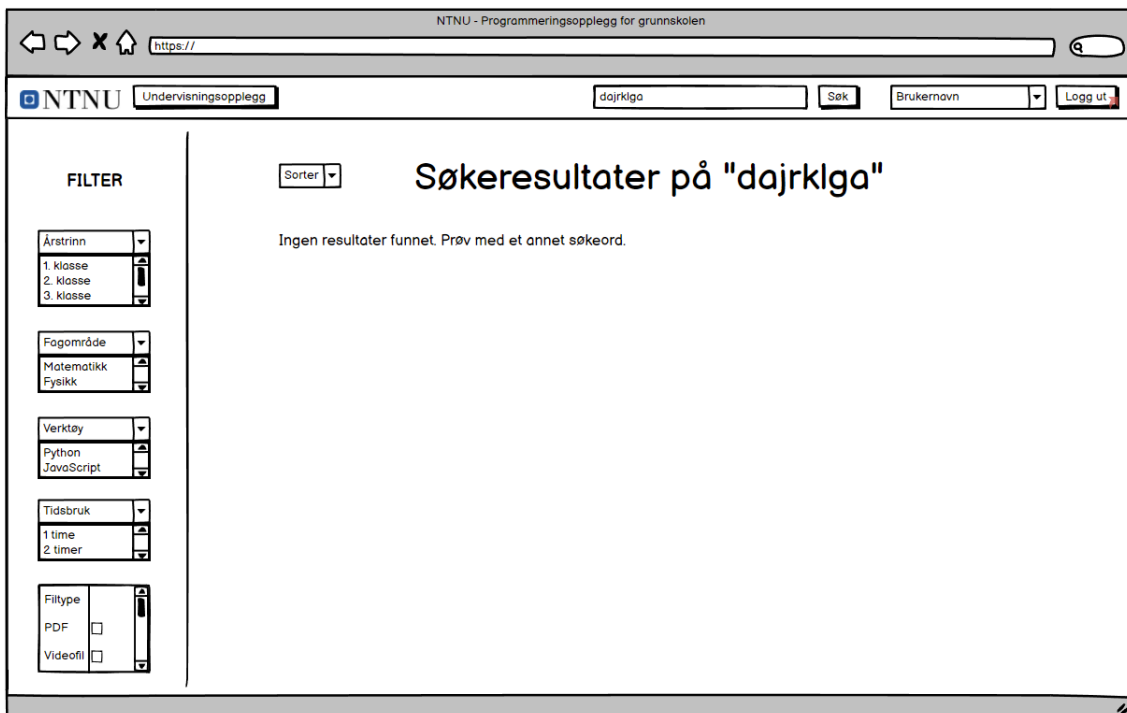 NTNU - Programmeringsopplegg for grunnskolen
https://
NTNU Undervisningsopplegg dajrklga Søk Brukernavn Logg ut
FILTER
Årstrinn
1. klasse
2. klasse
3. klasse
Fagområde
Matematikk
Fysikk
Verktøy
Python
JavaScript
Tidsbruk
1 time
2 timer
Filtype
PDF
Videofil
Sorter
Søkeresultater på "dajrklga"
Ingen resultater funnet. Prøv med et annet søkeord.